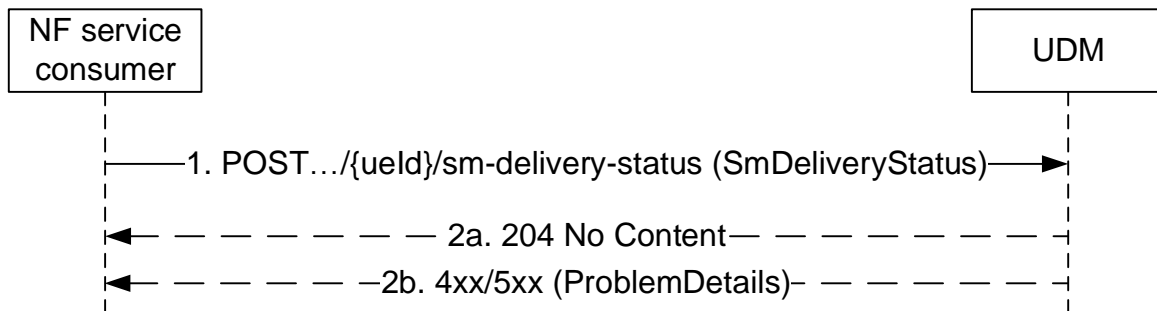 NF service
consumer
UDM
1. POST…/{ueId}/sm-delivery-status (SmDeliveryStatus)
2a. 204 No Content
2b. 4xx/5xx (ProblemDetails)